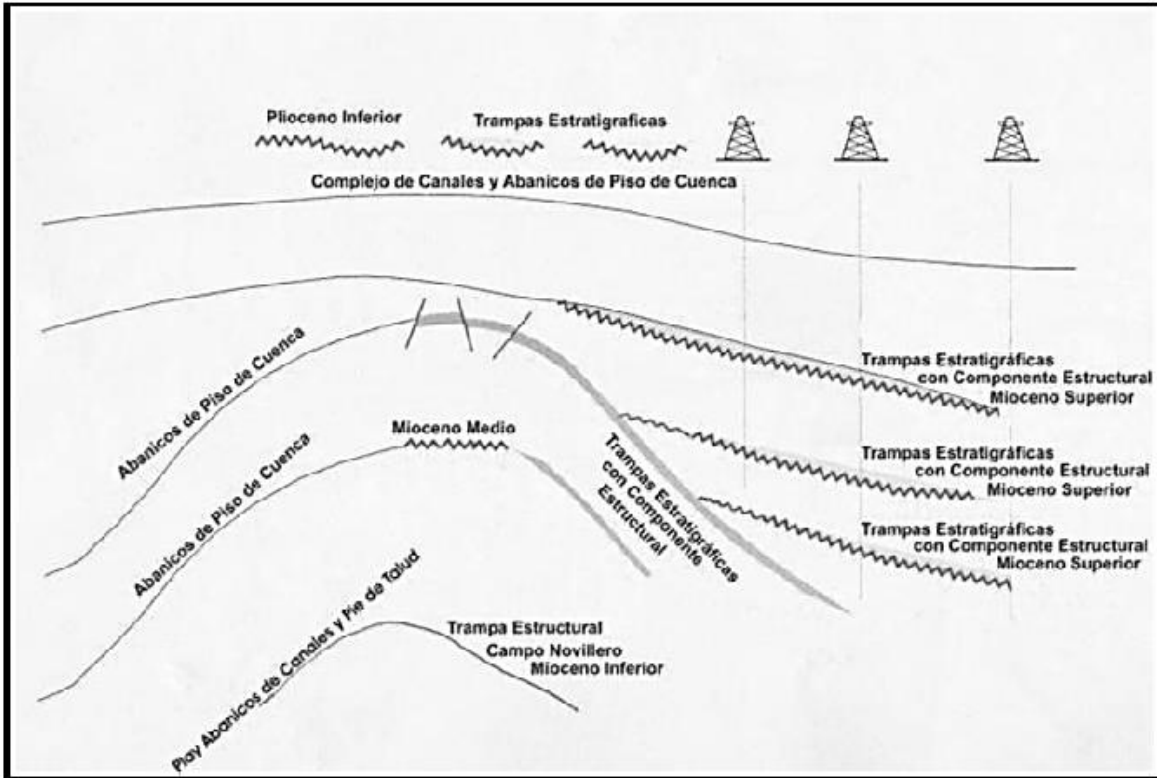 Plioceno Inferior
Trampas Estratigraficas
Complejo de Canales y Abanicos de Piso de Cuenca
Abanicos de Piso de Cuenca
Trampas Estratigráficas
con Componente Estructural
Mioceno Superior
Mioceno Medio
Abanicos de Piso de Cuenca
Trampas Estratigráficas
con Componente
Estructural
Trampas Estratigráficas
con Componente Estructural
Mioceno Superior
Trampas Estratigráficas
con Componente Estructural
Mioceno Superior
Play Abanicos de Canales y Pie de Talud
Trampa Estructural
Campo Novillero
Mioceno Inferior